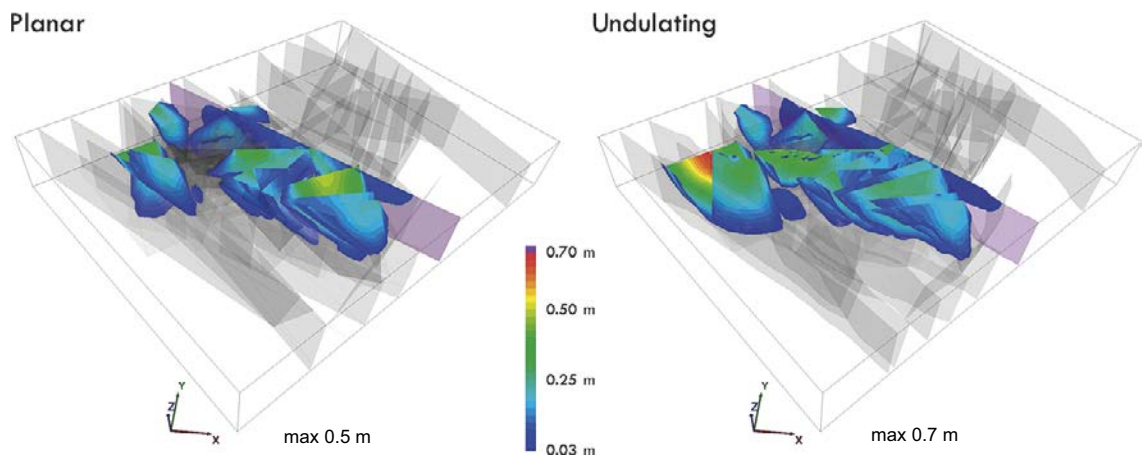 Planar
Undulating
0.70 m
0.50 m
0.25 m
0.03 m
Y
Z
X
max 0.5 m
Y
Z
X
max 0.7 m